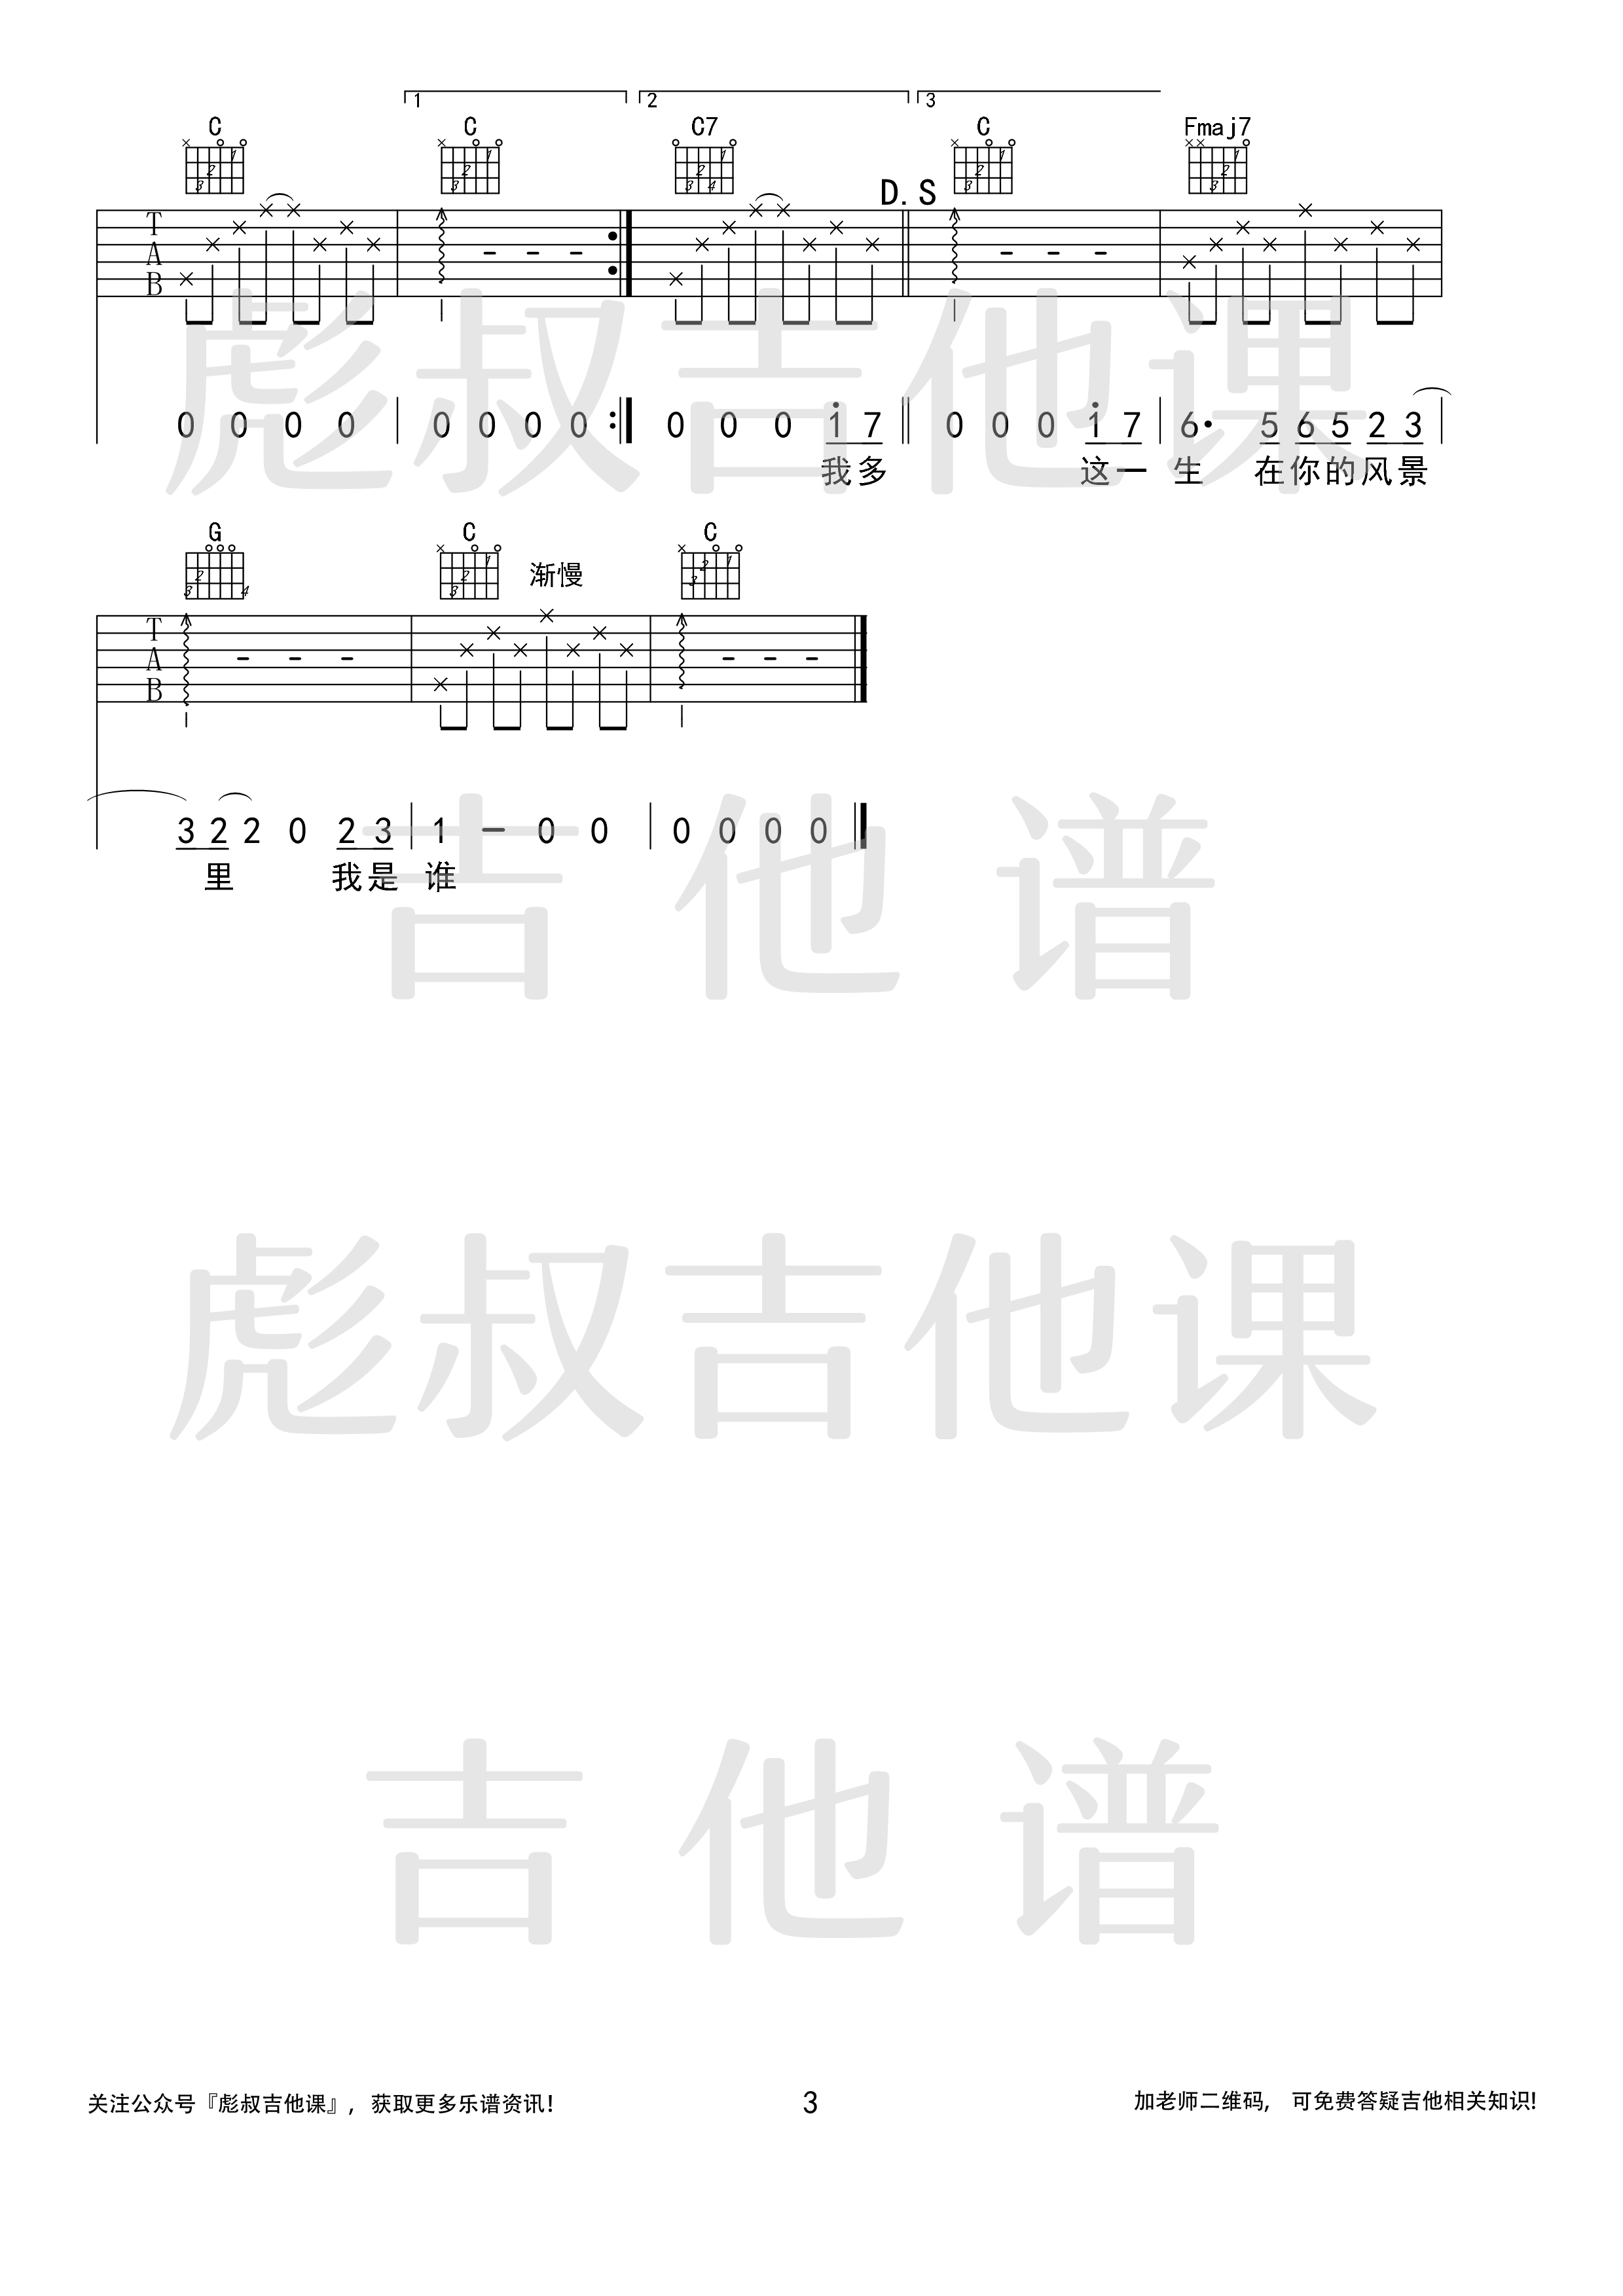 1 2 3
C C C7 C Fmaj7
D.S
T
A
B
0 0 0 0 0 0 0 0 0 0 0 1 7 0 0 0 1 7 6· 5 6 5 2 3
我多 这一 生 在你的风景
G C 渐慢 C
T
A
B
3 2 2 0 2 3 1 - 0 0 0 0 0 0
里 我是 谁
彪叔吉他课
吉他谱
彪叔吉他课
吉他谱
关注公众号『彪叔吉他课』, 获取更多乐谱资讯!
3
加老师二维码, 可免费答疑吉他相关知识!